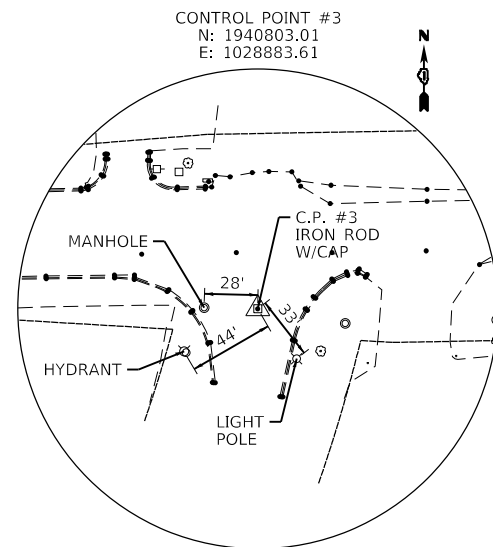 CONTROL POINT #3
N: 1940803.01
E: 1028883.61
N
C.P. #3
IRON ROD
W/CAP
MANHOLE
28'
33'
44'
HYDRANT
LIGHT
POLE